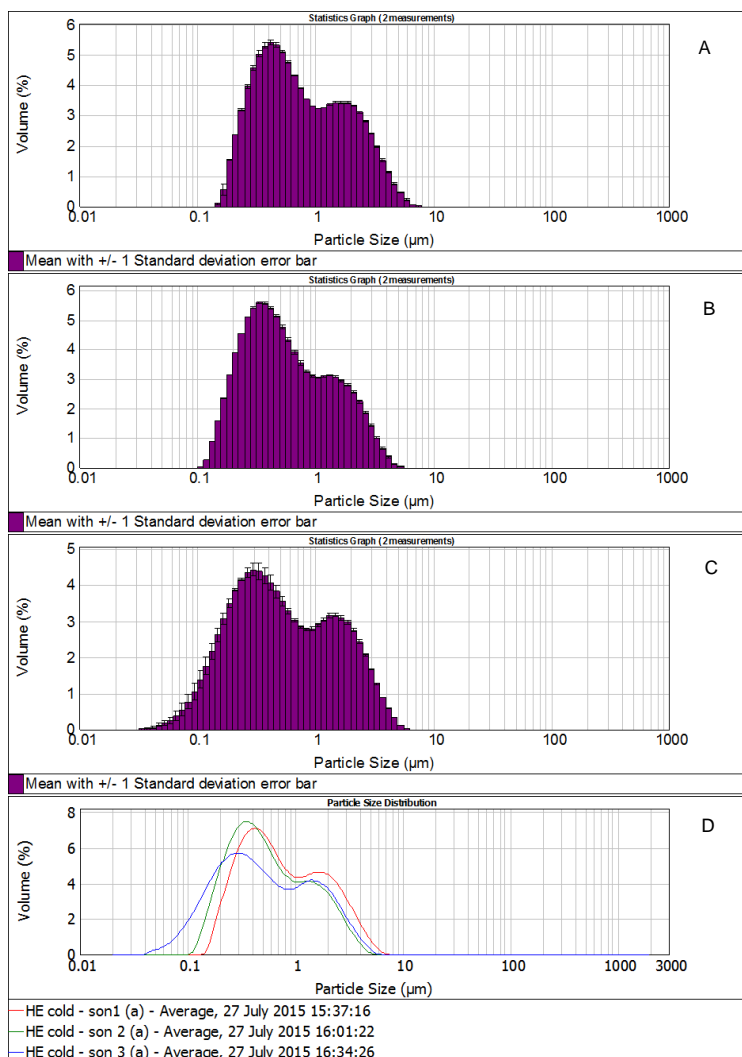 Statistics Graph (2 measurements)
A
6
5
4
3
2
1
0
Volume (%)
0.01 0.1 1 10 100 1000
Particle Size (µm)
Mean with +/- 1 Standard deviation error bar
Statistics Graph (2 measurements)
B
6
5
4
3
2
1
0
Volume (%)
0.01 0.1 1 10 100 1000
Particle Size (µm)
Mean with +/- 1 Standard deviation error bar
Statistics Graph (2 measurements)
C
5
4
3
2
1
0
Volume (%)
0.01 0.1 1 10 100 1000
Particle Size (µm)
Mean with +/- 1 Standard deviation error bar
Particle Size Distribution
D
8
6
4
2
0
Volume (%)
0.01 0.1 1 10 100 1000 3000
Particle Size (µm)
HE cold - son1 (a) - Average, 27 July 2015 15:37:16
HE cold - son 2 (a) - Average, 27 July 2015 16:01:22
HE cold - son 3 (a) - Average, 27 July 2015 16:34:26